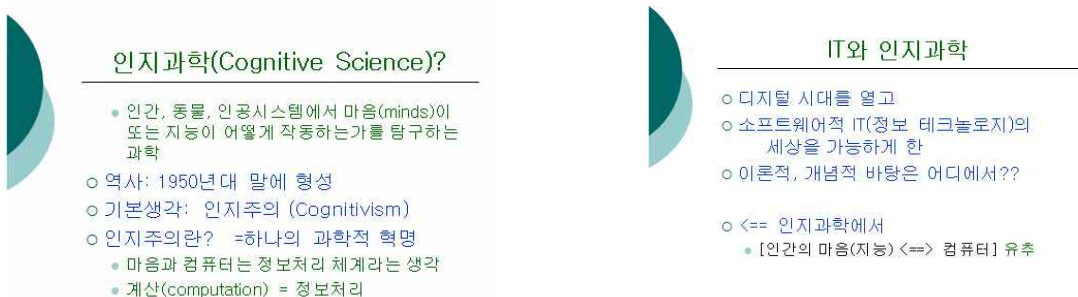 인지과학(Cognitive Science)?
인간, 동물, 인공시스템에서 마음(minds)이
또는 지능이 어떻게 작동하는가를 탐구하는
과학
역사: 1950년대 말에 형성
기본생각: 인지주의 (Cognitivism)
인지주의란? =하나의 과학적 혁명
마음과 컴퓨터는 정보처리 체계라는 생각
계산(computation) = 정보처리
IT와 인지과학
디지털 시대를 열고
소프트웨어적 IT(정보 테크놀로지)의
세상을 가능하게 한
이론적, 개념적 바탕은 어디에서??
<== 인지과학에서
[인간의 마음(지능) <==> 컴퓨터] 유추